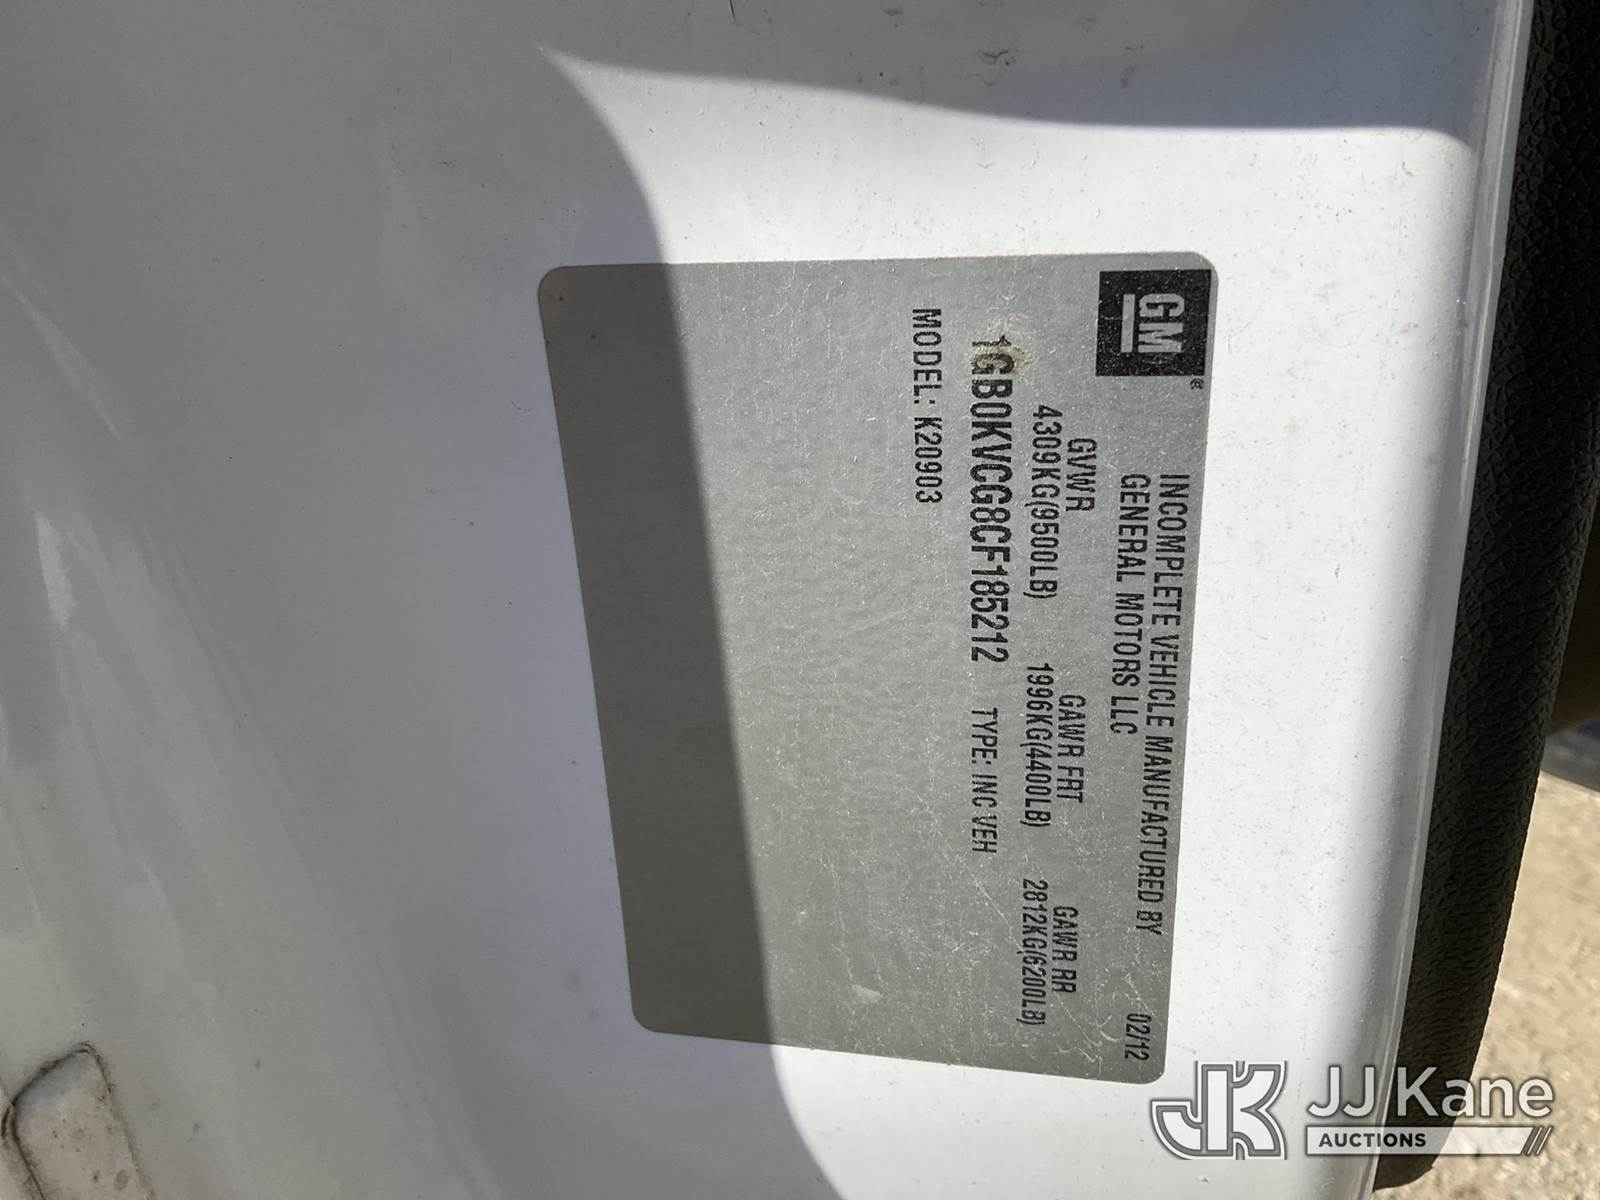 GM®
INCOMPLETE VEHICLE MANUFACTURED BY
GENERAL MOTORS LLC 02/12
GVWR GAWR FRT GAWR RR
4309KG(9500LB) 1996KG(4400LB) 2812KG(6200LB)
1GB0KVCG8CF185212 TYPE: INC VEH
MODEL: K20903
JK JJ Kane
AUCTIONS